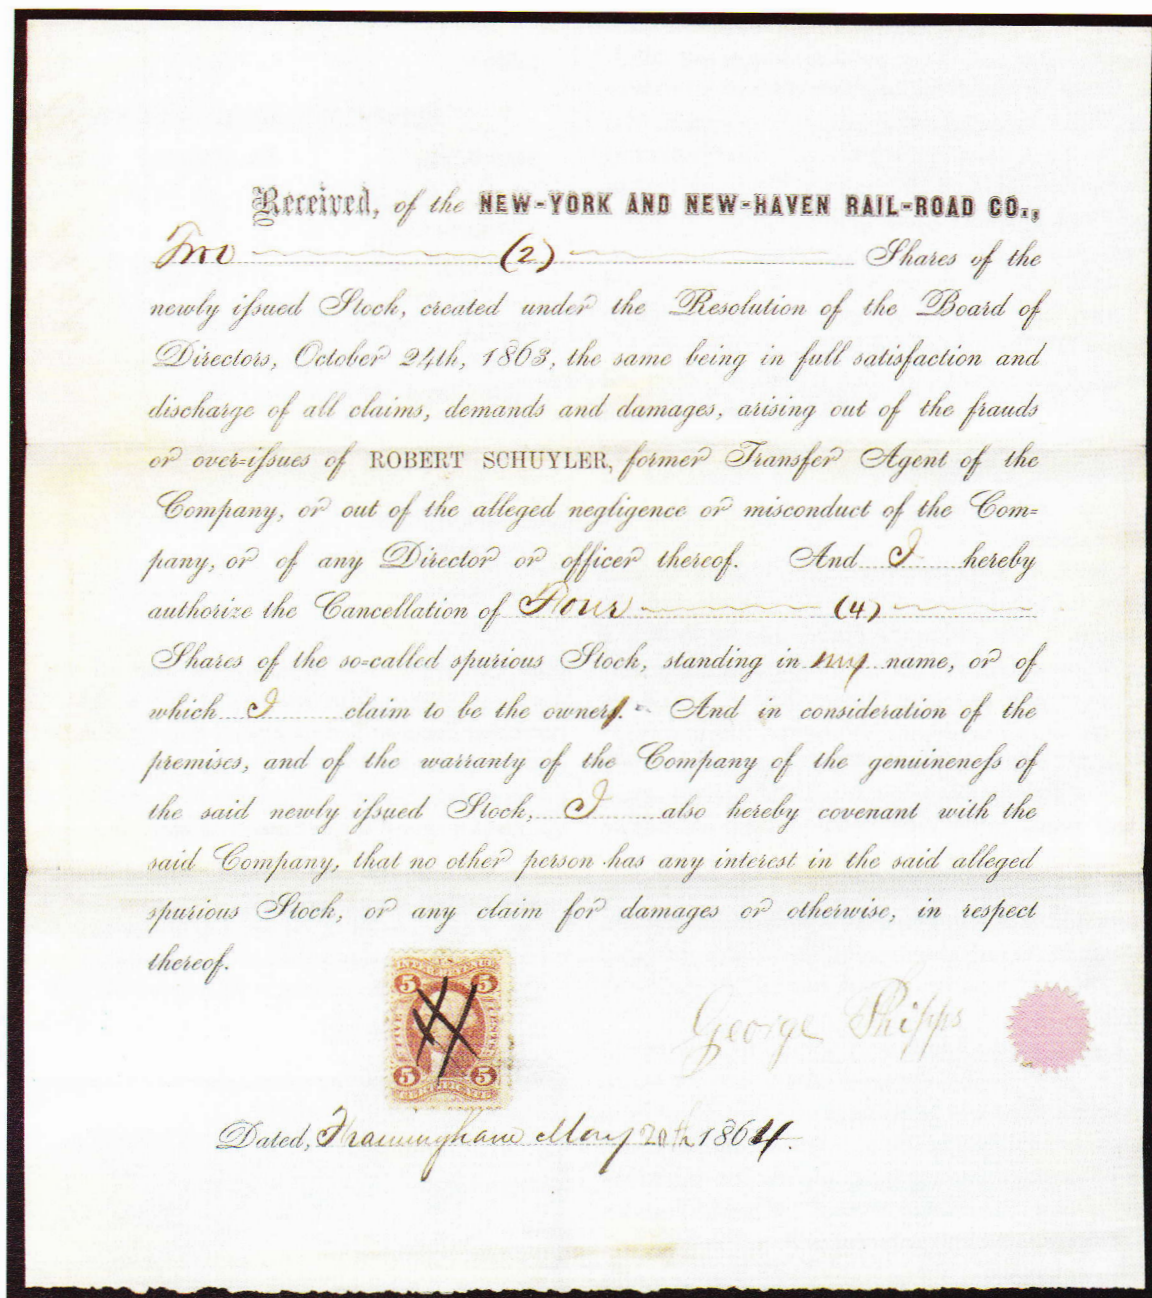 Received, of the NEW-YORK AND NEW-HAVEN RAIL-ROAD CO.,
Two (2) Shares of the
newly ifsued Stock, created under the Resolution of the Board of
Directors, October 24th, 1863, the same being in full satisfaction and
discharge of all claims, demands and damages, arising out of the frauds
or over=ifsues of ROBERT SCHUYLER, former Transfer Agent of the
Company, or out of the alleged negligence or misconduct of the Com=
pany, or of any Director or officer thereof. And I hereby
authorize the Cancellation of Four (4)
Shares of the so=called spurious Stock, standing in my name, or of
which I claim to be the owner. And in consideration of the
premises, and of the warranty of the Company of the genuinenefs of
the said newly ifsued Stock, I also hereby covenant with the
said Company, that no other person has any interest in the said alleged
spurious Stock, or any claim for damages or otherwise, in respect
thereof.
5 5
FIVE CENTS
5 5
CERTIFICATE
George Phipps
Dated, Framingham May 20th 1864.